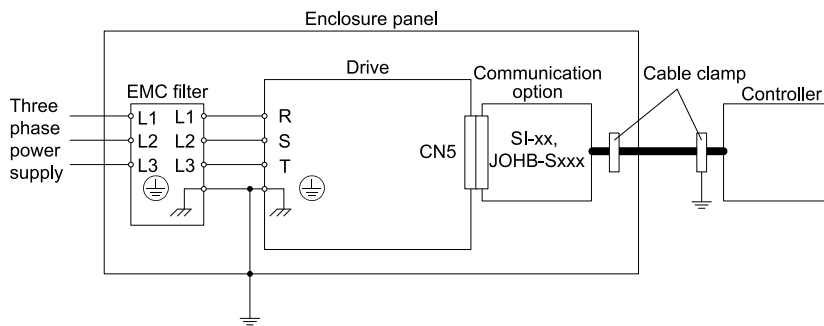 Enclosure panel
Drive
EMC filter
Communication
option
Cable clamp
Controller
Three
phase
power
supply
L1 L1
L2 L2
L3 L3
R
S
T
CN5
SI-xx,
JOHB-Sxxx